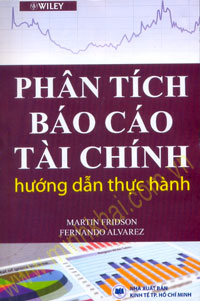 WILEY
PHÂN TÍCH
BÁO CÁO
TÀI CHÍNH
hướng dẫn thực hành
MARTIN FRIDSON
FERNANDO ALVAREZ
NHÀ XUẤT BẢN
KINH TẾ TP. HỒ CHÍ MINH